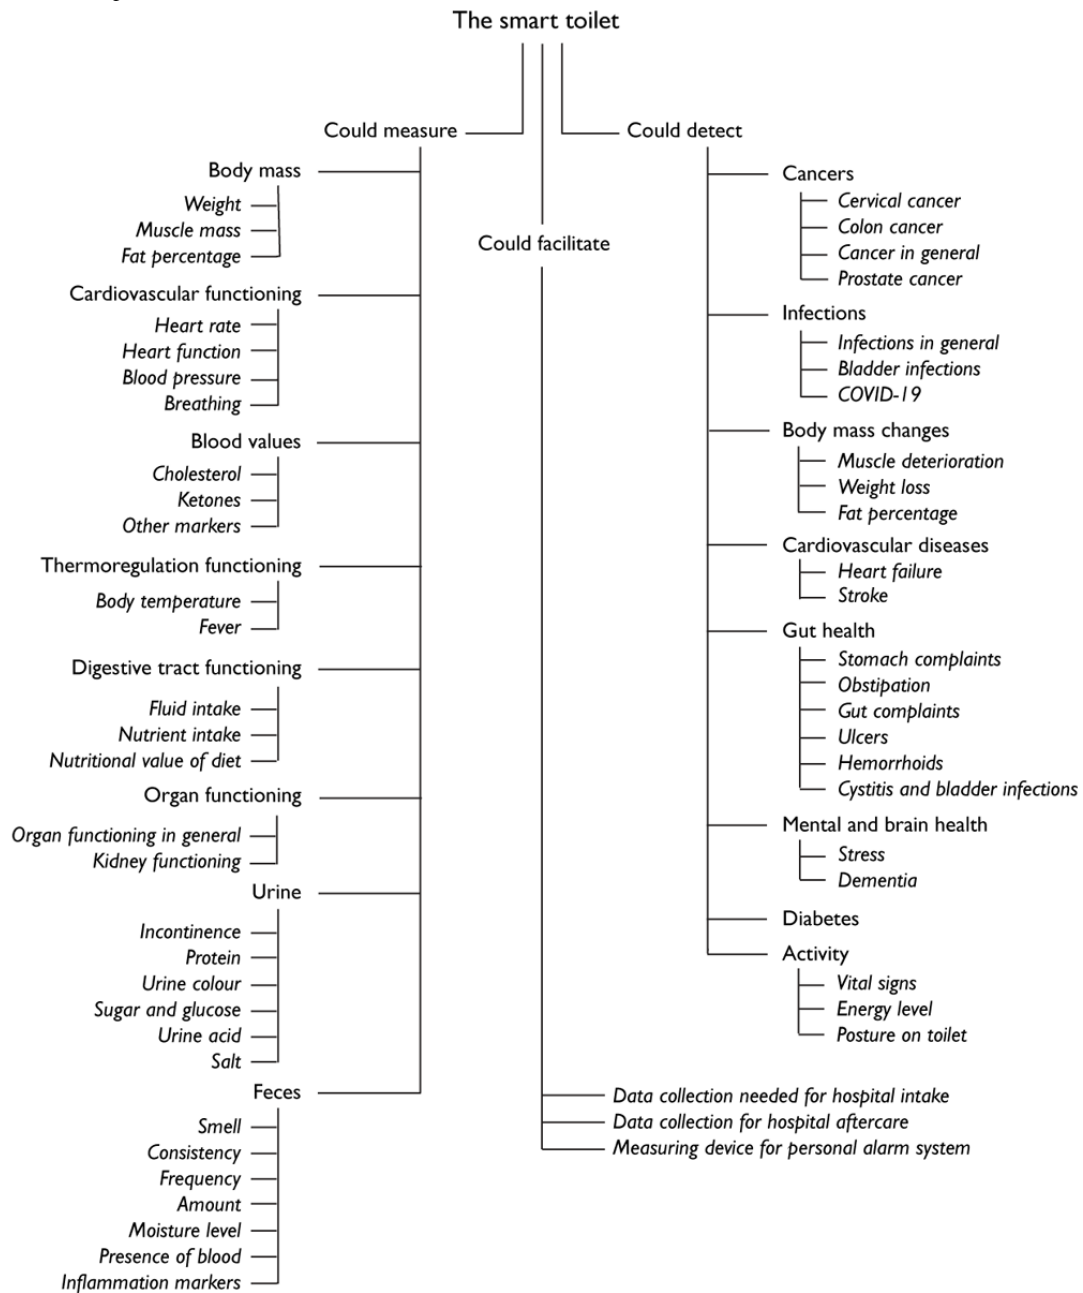 The smart toilet
Could measure
Body mass
Weight
Muscle mass
Fat percentage
Cardiovascular functioning
Heart rate
Heart function
Blood pressure
Breathing
Blood values
Cholesterol
Ketones
Other markers
Thermoregulation functioning
Body temperature
Fever
Digestive tract functioning
Fluid intake
Nutrient intake
Nutritional value of diet
Organ functioning
Organ functioning in general
Kidney functioning
Urine
Incontinence
Protein
Urine colour
Sugar and glucose
Urine acid
Salt
Feces
Smell
Consistency
Frequency
Amount
Moisture level
Presence of blood
Inflammation markers
Could facilitate
Data collection needed for hospital intake
Data collection for hospital aftercare
Measuring device for personal alarm system
Could detect
Cancers
Cervical cancer
Colon cancer
Cancer in general
Prostate cancer
Infections
Infections in general
Bladder infections
COVID-19
Body mass changes
Muscle deterioration
Weight loss
Fat percentage
Cardiovascular diseases
Heart failure
Stroke
Gut health
Stomach complaints
Obstipation
Gut complaints
Ulcers
Hemorrhoids
Cystitis and bladder infections
Mental and brain health
Stress
Dementia
Diabetes
Activity
Vital signs
Energy level
Posture on toilet